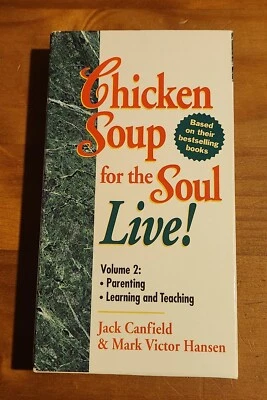 Chicken
Soup
Based on
their
bestselling
books
for the Soul
Live!
Volume 2:
• Parenting
• Learning and Teaching
Jack Canfield
& Mark Victor Hansen